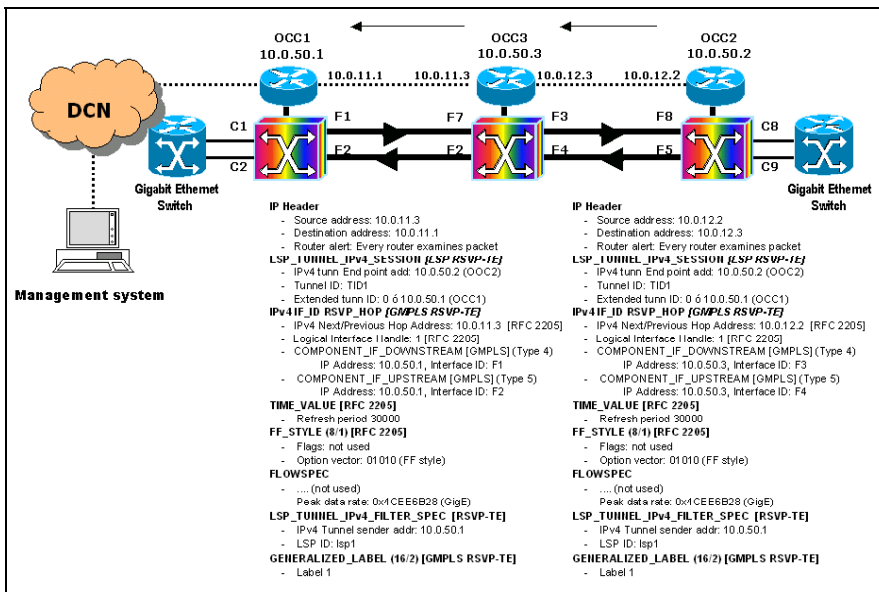 OCC1
10.0.50.1
OCC3
10.0.50.3
OCC2
10.0.50.2
10.0.11.1
10.0.11.3
10.0.12.3
10.0.12.2
DCN
C1
C2
F1
F2
F7
F2
F3
F4
F8
F5
C8
C9
Gigabit Ethernet
Switch
Gigabit Ethernet
Switch
Management system
IP Header
- Source address: 10.0.11.3
- Destination address: 10.0.11.1
- Router alert: Every router examines packet
LSP_TUNNEL_IPv4_SESSION [LSP RSVP-TE]
- IPv4 tunn End point add: 10.0.50.2 (OOC2)
- Tunnel ID: TID1
- Extended tunn ID: 0 ó 10.0.50.1 (OCC1)
IPv4 IF_ID RSVP_HOP [GMPLS RSVP-TE]
- IPv4 Next/Previous Hop Address: 10.0.11.3 [RFC 2205]
- Logical Interface Handle: 1 [RFC 2205]
- COMPONENT_IF_DOWNSTREAM [GMPLS] (Type 4)
IP Address: 10.0.50.1, Interface ID: F1
- COMPONENT_IF_UPSTREAM [GMPLS] (Type 5)
IP Address: 10.0.50.1, Interface ID: F2
TIME_VALUE [RFC 2205]
- Refresh period 30000
FF_STYLE (8/1) [RFC 2205]
- Flags: not used
- Option vector: 01010 (FF style)
FLOWSPEC
- .... (not used)
Peak data rate: 0x4CEE6B28 (GigE)
LSP_TUNNEL_IPv4_FILTER_SPEC [RSVP-TE]
- IPv4 Tunnel sender addr: 10.0.50.1
- LSP ID: lsp1
GENERALIZED_LABEL (16/2) [GMPLS RSVP-TE]
- Label 1
IP Header
- Source address: 10.0.12.2
- Destination address: 10.0.12.3
- Router alert: Every router examines packet
LSP_TUNNEL_IPv4_SESSION [LSP RSVP-TE]
- IPv4 tunn End point add: 10.0.50.2 (OOC2)
- Tunnel ID: TID1
- Extended tunn ID: 0 ó 10.0.50.1 (OCC1)
IPv4 IF_ID RSVP_HOP [GMPLS RSVP-TE]
- IPv4 Next/Previous Hop Address: 10.0.12.2 [RFC 2205]
- Logical Interface Handle: 1 [RFC 2205]
- COMPONENT_IF_DOWNSTREAM [GMPLS] (Type 4)
IP Address: 10.0.50.3, Interface ID: F3
- COMPONENT_IF_UPSTREAM [GMPLS] (Type 5)
IP Address: 10.0.50.3, Interface ID: F4
TIME_VALUE [RFC 2205]
- Refresh period 30000
FF_STYLE (8/1) [RFC 2205]
- Flags: not used
- Option vector: 01010 (FF style)
FLOWSPEC
- .... (not used)
Peak data rate: 0x4CEE6B28 (GigE)
LSP_TUNNEL_IPv4_FILTER_SPEC [RSVP-TE]
- IPv4 Tunnel sender addr: 10.0.50.1
- LSP ID: lsp1
GENERALIZED_LABEL (16/2) [GMPLS RSVP-TE]
- Label 1